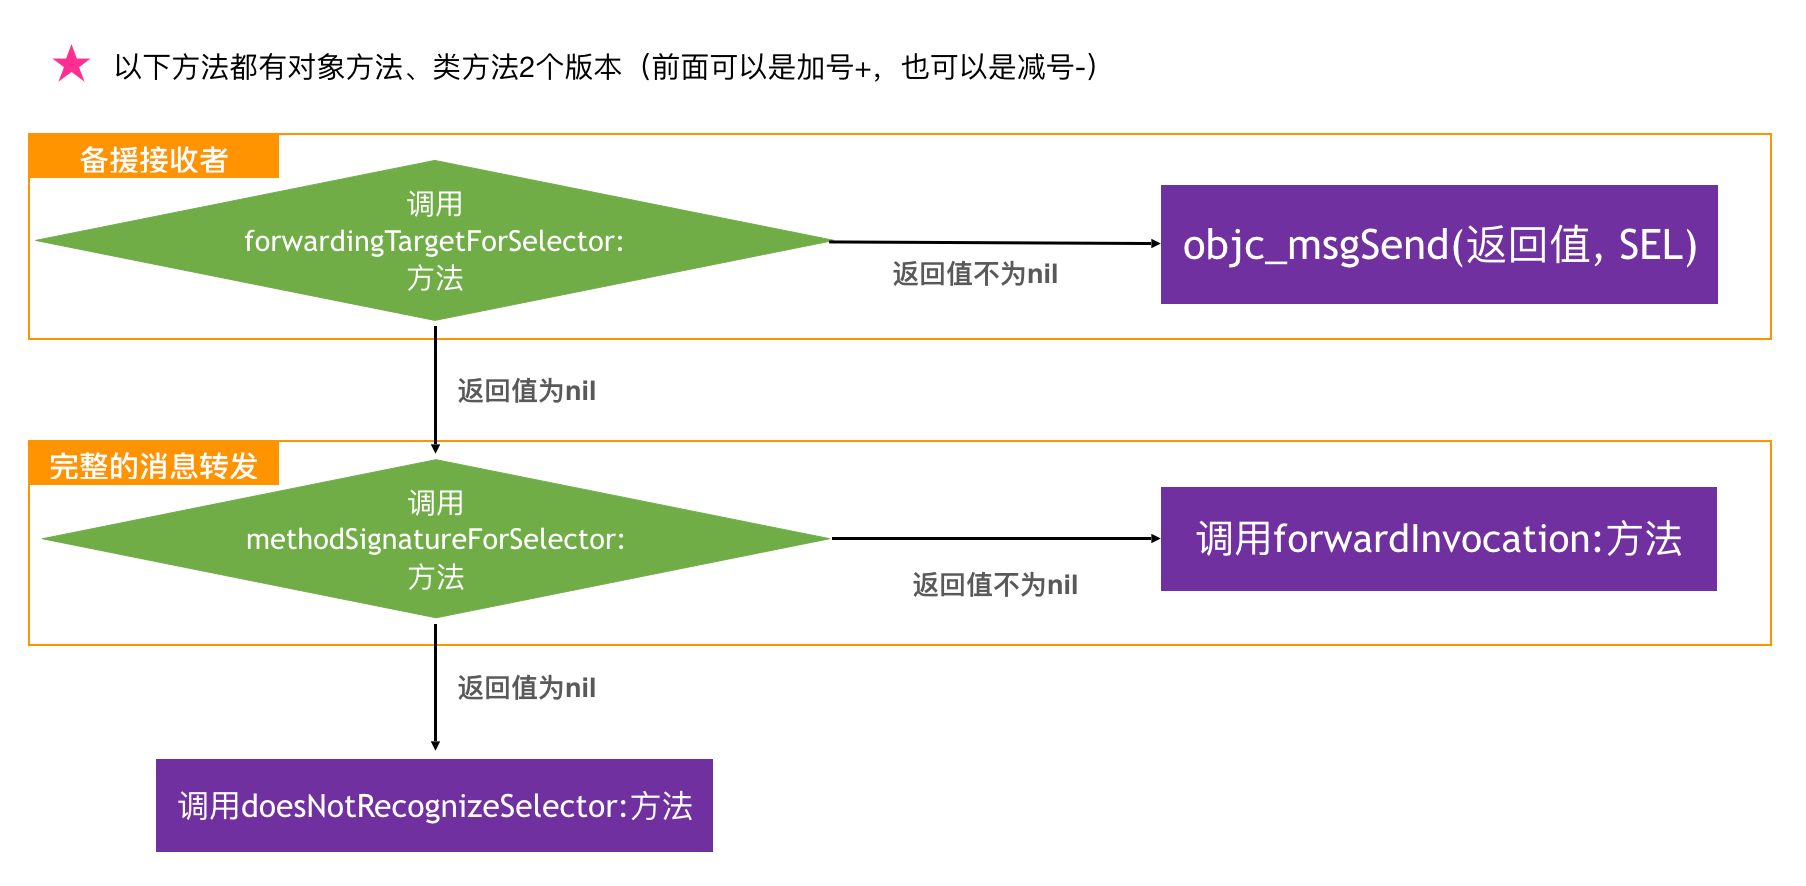 ★ 以下方法都有对象方法、类方法2个版本（前面可以是加号+，也可以是减号-）
备援接收者
调用
forwardingTargetForSelector:
方法
返回值不为nil
objc_msgSend(返回值, SEL)
返回值为nil
完整的消息转发
调用
methodSignatureForSelector:
方法
返回值不为nil
调用forwardInvocation:方法
返回值为nil
调用doesNotRecognizeSelector:方法